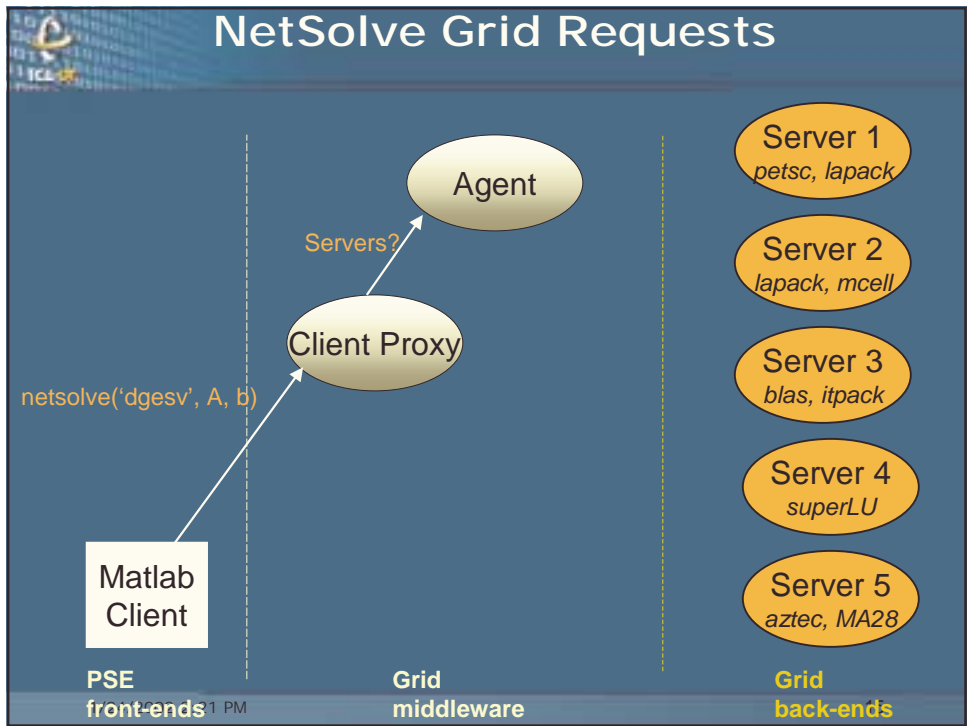 NetSolve Grid Requests
Server 1
petsc, lapack
Agent
Servers?
Server 2
lapack, mcell
Client Proxy
Server 3
blas, itpack
netsolve(‘dgesv’, A, b)
Server 4
superLU
Matlab
Client
Server 5
aztec, MA28
PSE
front-ends
Grid
middleware
Grid
back-ends
PM